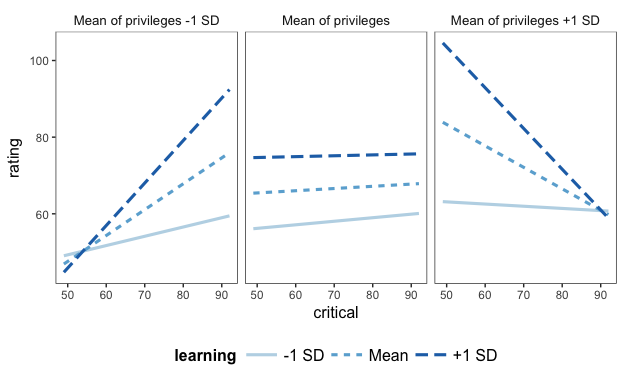 Mean of privileges -1 SD Mean of privileges Mean of privileges +1 SD
100
80
60
rating
50 60 70 80 90 50 60 70 80 90 50 60 70 80 90
critical
learning -1 SD Mean +1 SD